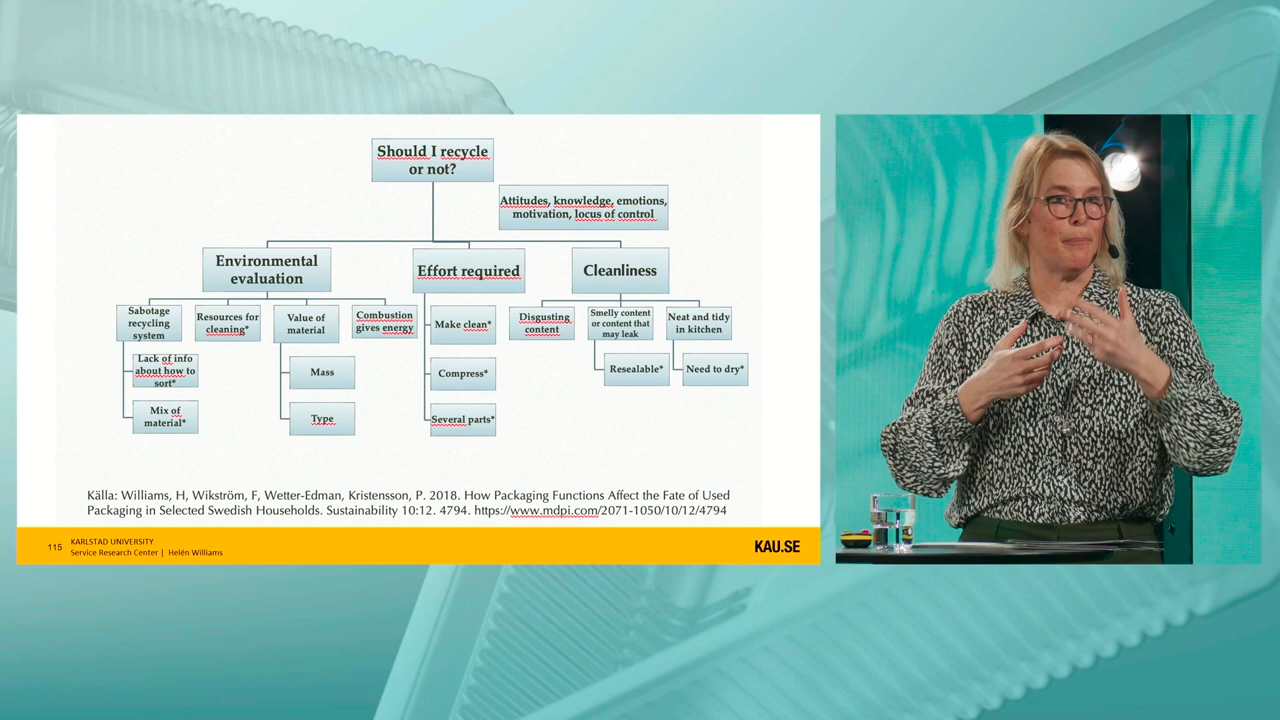 Should I recycle
or not?
Attitudes, knowledge, emotions,
motivation, locus of control
Environmental
evaluation
Effort required
Cleanliness
Sabotage
recycling
system
Resources for
cleaning*
Value of
material
Combustion
gives energy
Make clean*
Disgusting
content
Smelly content
or content that
may leak
Neat and tidy
in kitchen
Lack of info
about how to
sort*
Mass
Compress*
Resealable*
Need to dry*
Mix of
material*
Type
Several parts*
Källa: Williams, H, Wikström, F, Wetter-Edman, Kristensson, P. 2018. How Packaging Functions Affect the Fate of Used
Packaging in Selected Swedish Households. Sustainability 10:12. 4794. https://www.mdpi.com/2071-1050/10/12/4794
115
KARLSTAD UNIVERSITY
Service Research Center | Helén Williams
KAU.SE